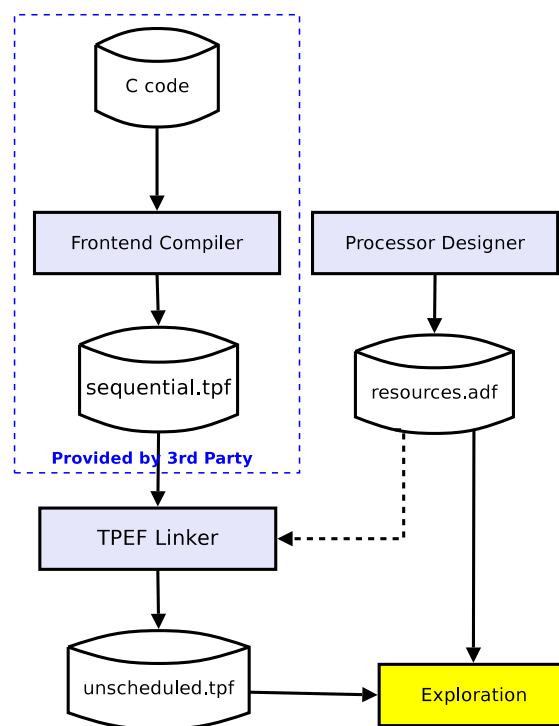 C code
Frontend Compiler
Processor Designer
sequential.tpf
resources.adf
Provided by 3rd Party
TPEF Linker
unscheduled.tpf
Exploration